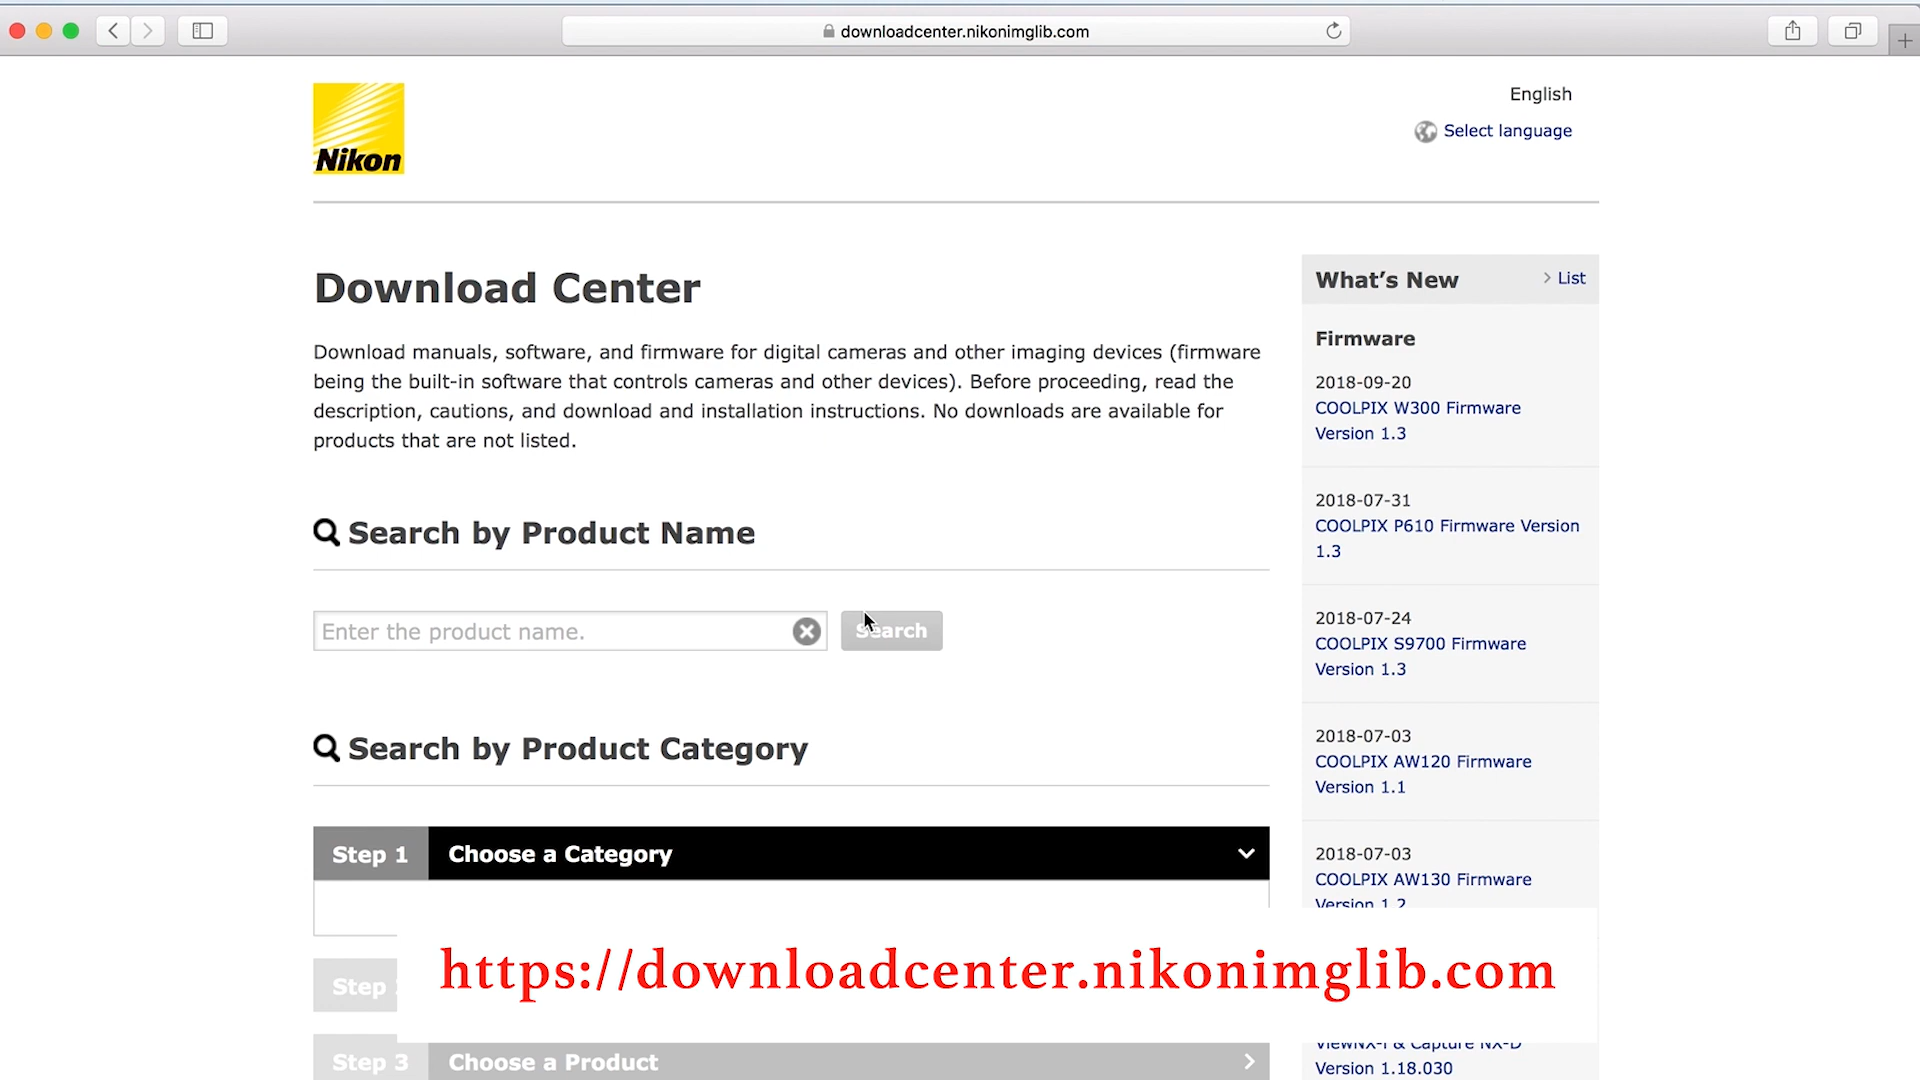 downloadcenter.nikonimglib.com
Nikon
English
Select language
Download Center
Download manuals, software, and firmware for digital cameras and other imaging devices (firmware
being the built-in software that controls cameras and other devices). Before proceeding, read the
description, cautions, and download and installation instructions. No downloads are available for
products that are not listed.
Search by Product Name
Enter the product name.
Search
Search by Product Category
Step 1 Choose a Category
Step
Step 3 Choose a Product
What's New
List
Firmware
2018-09-20
COOLPIX W300 Firmware
Version 1.3
2018-07-31
COOLPIX P610 Firmware Version
1.3
2018-07-24
COOLPIX S9700 Firmware
Version 1.3
2018-07-03
COOLPIX AW120 Firmware
Version 1.1
2018-07-03
COOLPIX AW130 Firmware
Version 1.2
ViewNX-i & Capture NX-D
Version 1.18.030
https://downloadcenter.nikonimglib.com